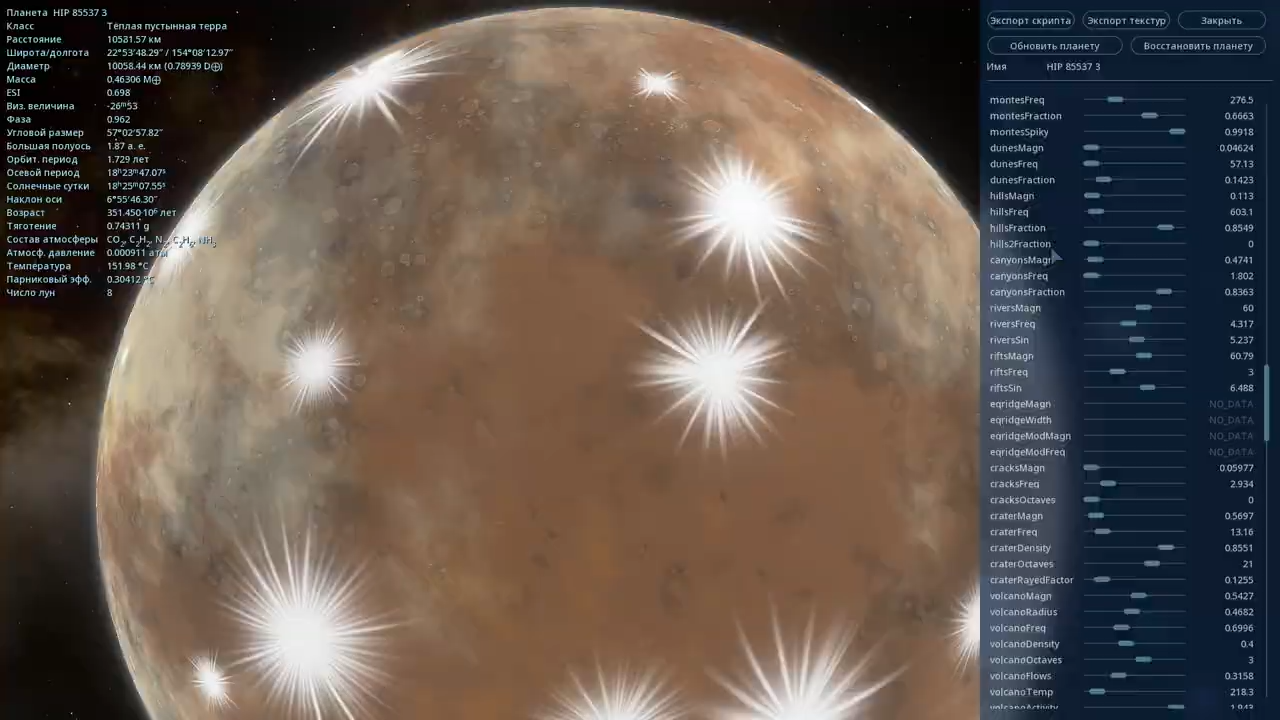 Планета HIP 85537 3
Класс Тёплая пустынная терра
Расстояние 10531.57 км
Широта/долгота 22°53'48.29" / 154°08'12.97"
Диаметр 10058.44 км (0.78939 D⊕)
Масса 0.46306 M⊕
ESI 0.698
Виз. величина -26ᵐ53
Фаза 0.962
Угловой размер 57°02'57.82"
Большая полуось 1.87 а. е.
Орбит. период 1.729 лет
Осевой период 18ʰ23ᵐ47.07ˢ
Солнечные сутки 18ʰ25ᵐ07.55ˢ
Наклон оси 6°55'46.30"
Возраст 351.450·10⁶ лет
Тяготение 0.74311 g
Состав атмосферы
Атмосф. давление 0.000911 атм
Температура 151.98 °C
Парниковый эфф. 0.30412 °C
Число лун 8
Экспорт скрипта Экспорт текстур Закрыть
Обновить планету Восстановить планету
Имя HIP 85537 3
montesFreq 276.5
montesFraction 0.6663
montesSpiky 0.9918
dunesMagn 0.04624
dunesFreq 57.13
dunesFraction 0.1423
hillsMagn 0.113
hillsFreq 603.1
hillsFraction 0.8549
hills2Fraction 0
canyonsMagn 0.4741
canyonsFreq 1.802
canyonsFraction 0.8363
riversMagn 60
riversFreq 4.317
riversSin 5.237
riftsMagn 60.79
riftsFreq 3
riftsSin 6.488
eqridgeMagn NO_DATA
eqridgeWidth NO_DATA
eqridgeModMagn NO_DATA
eqridgeModFreq NO_DATA
cracksMagn 0.05977
cracksFreq 2.934
cracksOctaves 0
craterMagn 0.5697
craterFreq 13.16
craterDensity 0.8551
craterOctaves 21
craterRayedFactor 0.1255
volcanoMagn 0.5427
volcanoRadius 0.4682
volcanoFreq 0.6996
volcanoDensity 0.4
volcanoOctaves 3
volcanoFlows 0.3158
volcanoTemp 218.3
volcanoActivity 1.943